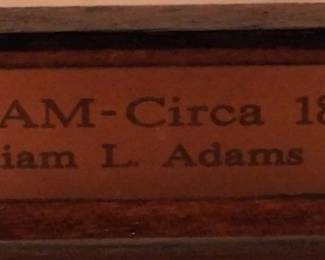 AM-Circa 18
iam L. Adams